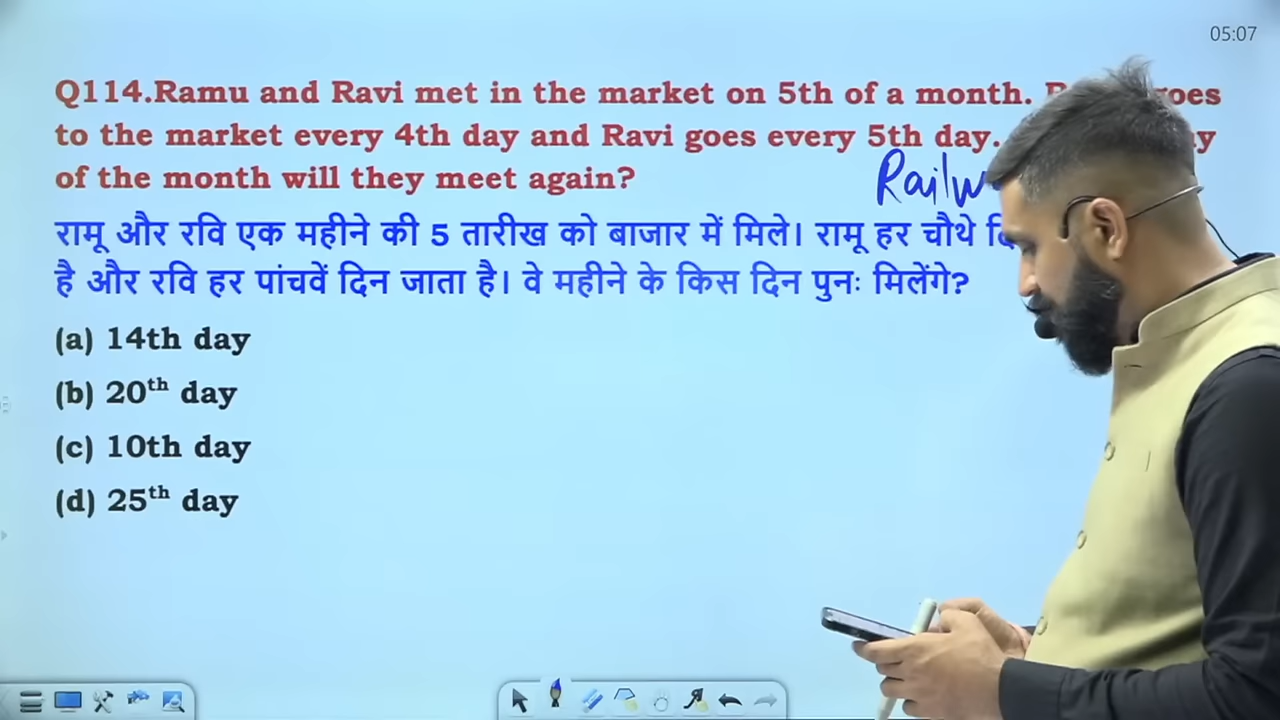 05:07
Q114.Ramu and Ravi met in the market on 5th of a month. goes
to the market every 4th day and Ravi goes every 5th day.
of the month will they meet again?
Railw
रामू और रवि एक महीने की 5 तारीख को बाजार में मिले। रामू हर चौथे
है और रवि हर पांचवें दिन जाता है। वे महीने के किस दिन पुनः मिलेंगे?
(a) 14th day
(b) 20th day
(c) 10th day
(d) 25th day